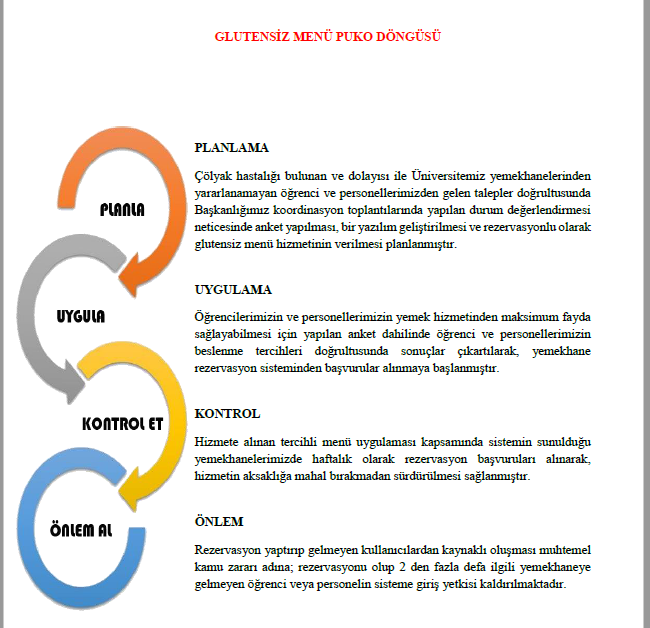 GLUTENSİZ MENÜ PUKO DÖNGÜSÜ
PLANLA
PLANLAMA
Çölyak hastalığı bulunan ve dolayısı ile Üniversitemiz yemekhanelerinden
yararlanamayan öğrenci ve personellerimizden gelen talepler doğrultusunda
Başkanlığımız koordinasyon toplantılarında yapılan durum değerlendirmesi
neticesinde anket yapılması, bir yazılım geliştirilmesi ve rezervasyonlu olarak
glutensiz menü hizmetinin verilmesi planlanmıştır.
UYGULA
UYGULAMA
Öğrencilerimizin ve personellerimizin yemek hizmetinden maksimum fayda
sağlayabilmesi için yapılan anket dahilinde öğrenci ve personellerimizin
beslenme tercihleri doğrultusunda sonuçlar çıkartılarak, yemekhane
rezervasyon sisteminden başvurular alınmaya başlanmıştır.
KONTROL ET
KONTROL
Hizmete alınan tercihli menü uygulaması kapsamında sistemin sunulduğu
yemekhanelerimizde haftalık olarak rezervasyon başvuruları alınarak,
hizmetin aksaklığa mahal bırakmadan sürdürülmesi sağlanmıştır.
ÖNLEM AL
ÖNLEM
Rezervasyon yaptırıp gelmeyen kullanıcılardan kaynaklı oluşması muhtemel
kamu zararı adına; rezervasyonu olup 2 den fazla defa ilgili yemekhaneye
gelmeyen öğrenci veya personelin sisteme giriş yetkisi kaldırılmaktadır.